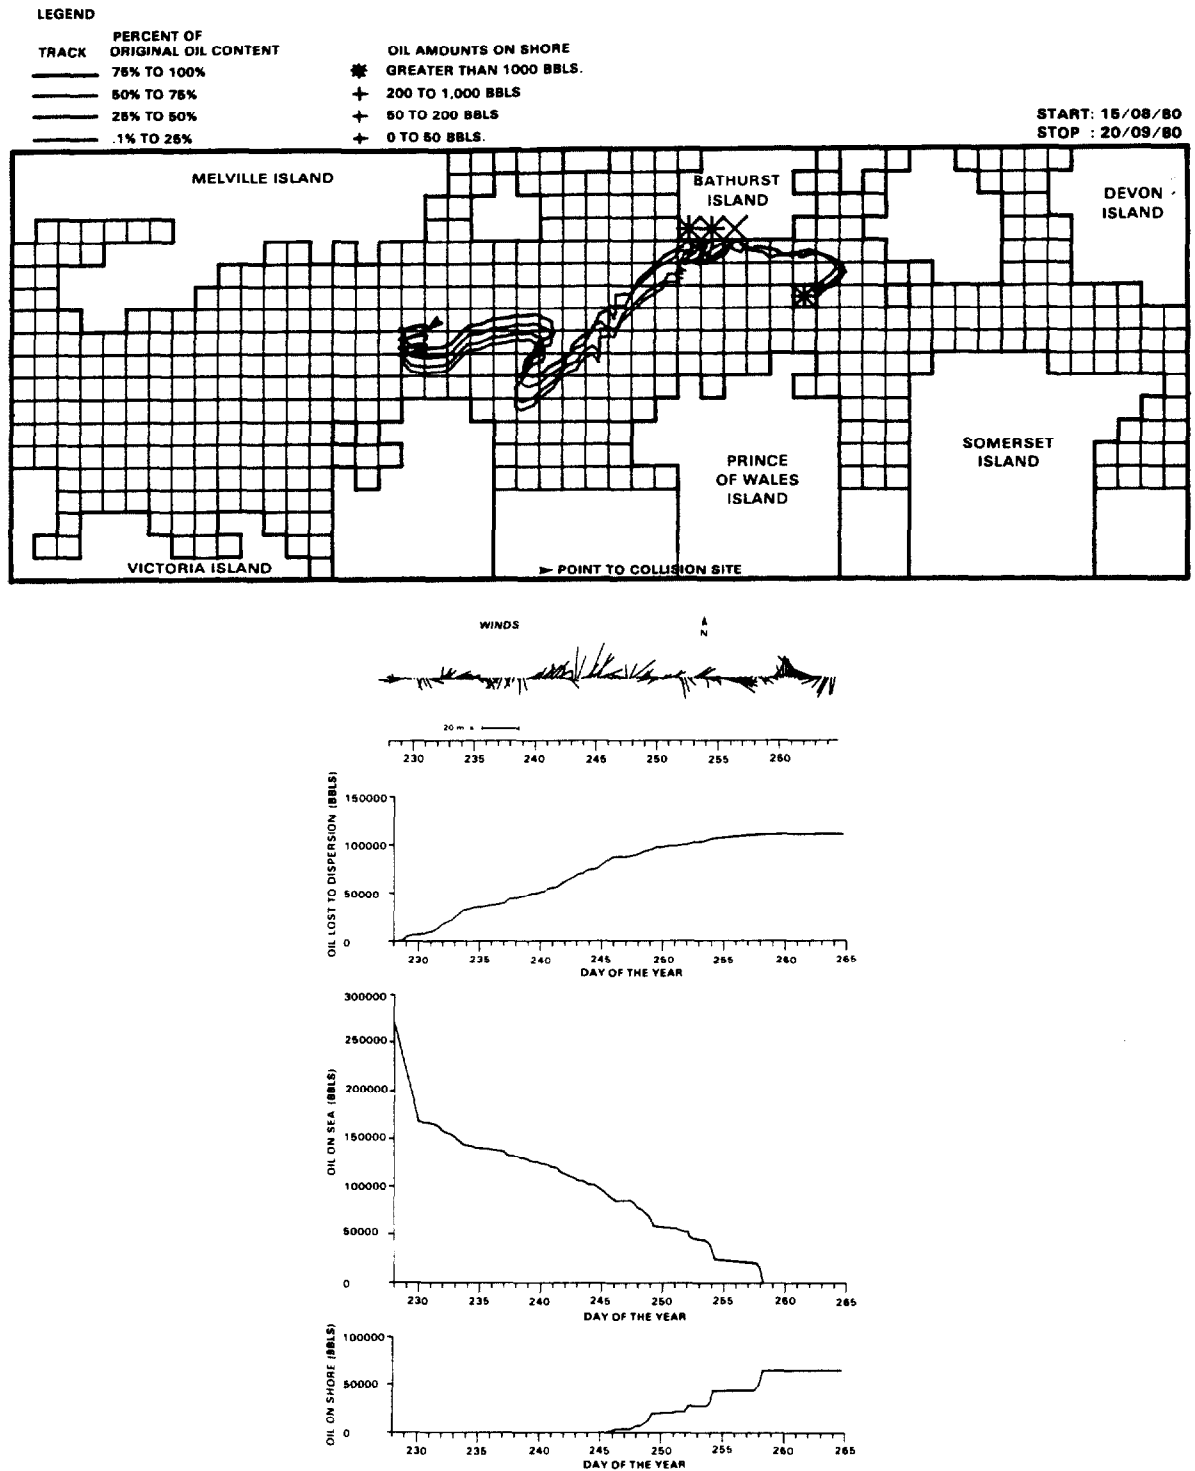 LEGEND
TRACK PERCENT OF ORIGINAL OIL CONTENT
75% TO 100%
50% TO 75%
25% TO 50%
.1% TO 25%
OIL AMOUNTS ON SHORE
GREATER THAN 1000 BBLS.
200 TO 1,000 BBLS
50 TO 200 BBLS
0 TO 50 BBLS.
START: 15/08/80
STOP : 20/09/80
MELVILLE ISLAND
BATHURST
ISLAND
DEVON
ISLAND
PRINCE
OF WALES
ISLAND
SOMERSET
ISLAND
VICTORIA ISLAND
POINT TO COLLISION SITE
WINDS
N
20 m s
230 235 240 245 250 255 260
OIL LOST TO DISPERSION (BBLS)
150000
100000
50000
0
230 235 240 245 250 255 260 265
DAY OF THE YEAR
OIL ON SEA (BBLS)
300000
250000
200000
150000
100000
50000
0
230 235 240 245 250 255 260 265
DAY OF THE YEAR
OIL ON SHORE (BBLS)
100000
50000
0
230 235 240 245 250 255 260 265
DAY OF THE YEAR